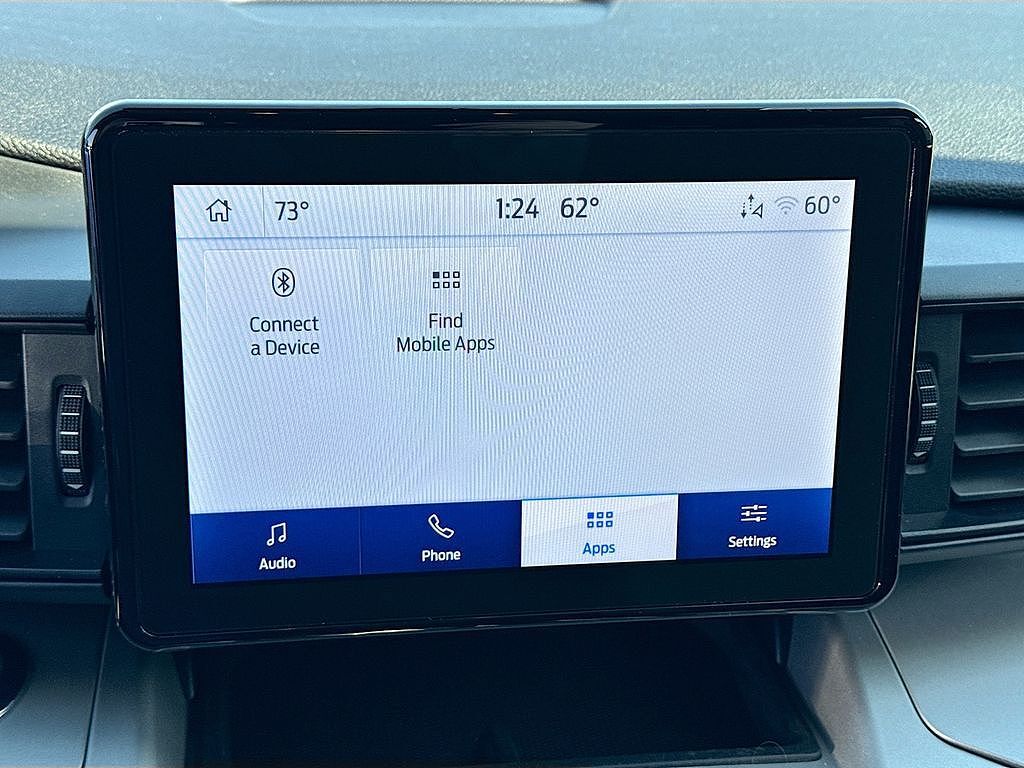 73° 1:24 62° 60°
Connect
a Device
Find
Mobile Apps
Audio Phone Apps Settings